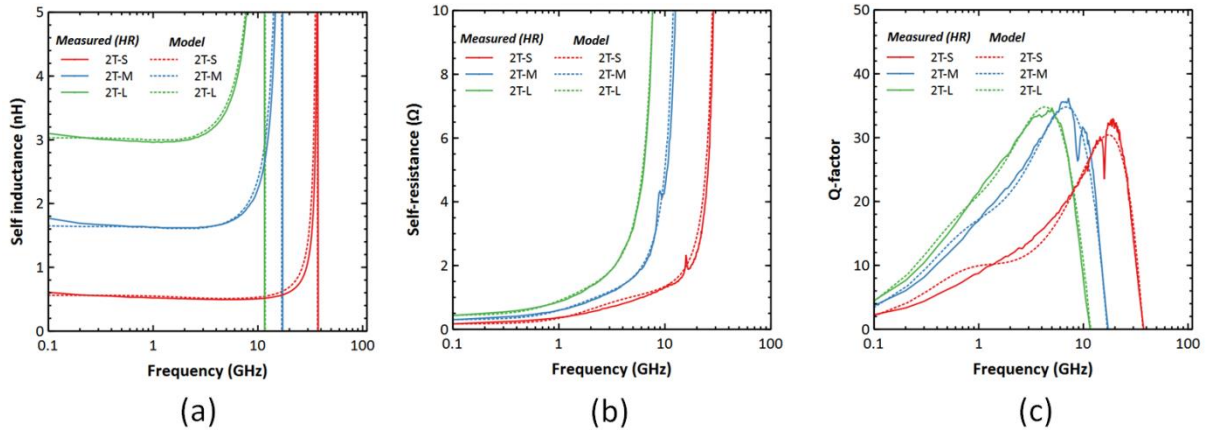 Self inductance (nH)
5
4
3
2
1
0
Measured (HR) Model
2T-S 2T-S
2T-M 2T-M
2T-L 2T-L
0.1 1 10 100
Frequency (GHz)
(a)
Self-resistance (Ω)
10
8
6
4
2
0
Measured (HR) Model
2T-S 2T-S
2T-M 2T-M
2T-L 2T-L
0.1 1 10 100
Frequency (GHz)
(b)
Q-factor
50
40
30
20
10
0
Measured (HR) Model
2T-S 2T-S
2T-M 2T-M
2T-L 2T-L
0.1 1 10 100
Frequency (GHz)
(c)